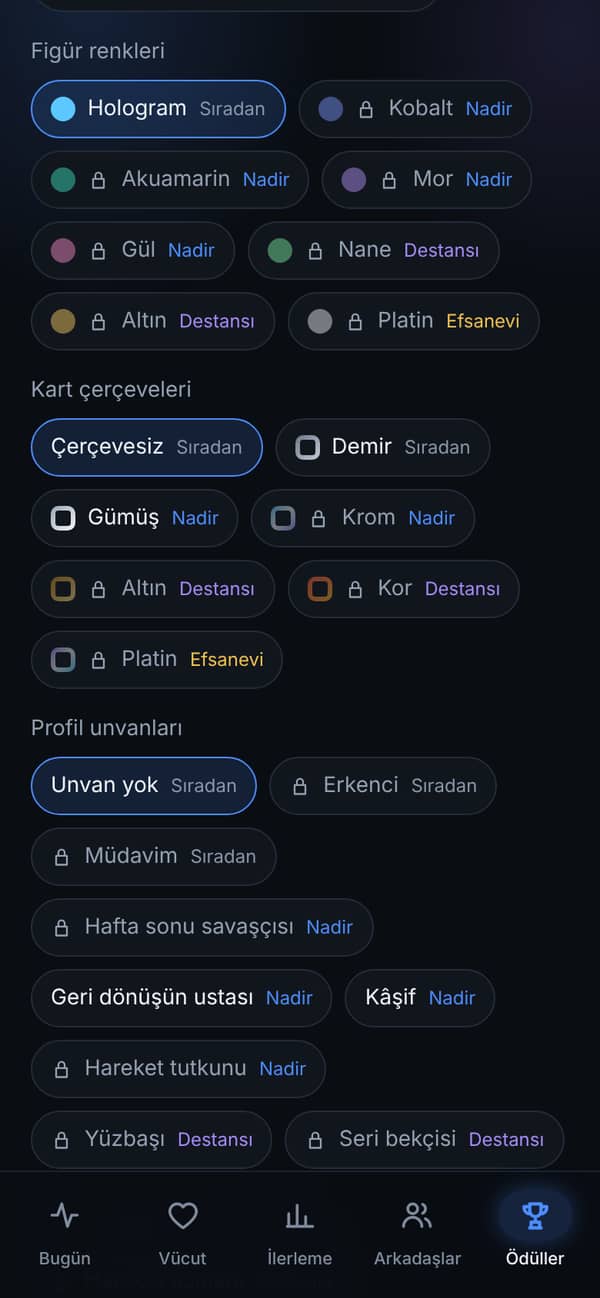 Figür renkleri
Hologram Sıradan Kobalt Nadir
Akuamarin Nadir Mor Nadir
Gül Nadir Nane Destansı
Altın Destansı Platin Efsanevi
Kart çerçeveleri
Çerçevesiz Sıradan Demir Sıradan
Gümüş Nadir Krom Nadir
Altın Destansı Kor Destansı
Platin Efsanevi
Profil unvanları
Unvan yok Sıradan Erkenci Sıradan
Müdavim Sıradan
Hafta sonu savaşçısı Nadir
Geri dönüşün ustası Nadir Kâşif Nadir
Hareket tutkunu Nadir
Yüzbaşı Destansı Seri bekçisi Destansı
Bugün Vücut İlerleme Arkadaşlar Ödüller